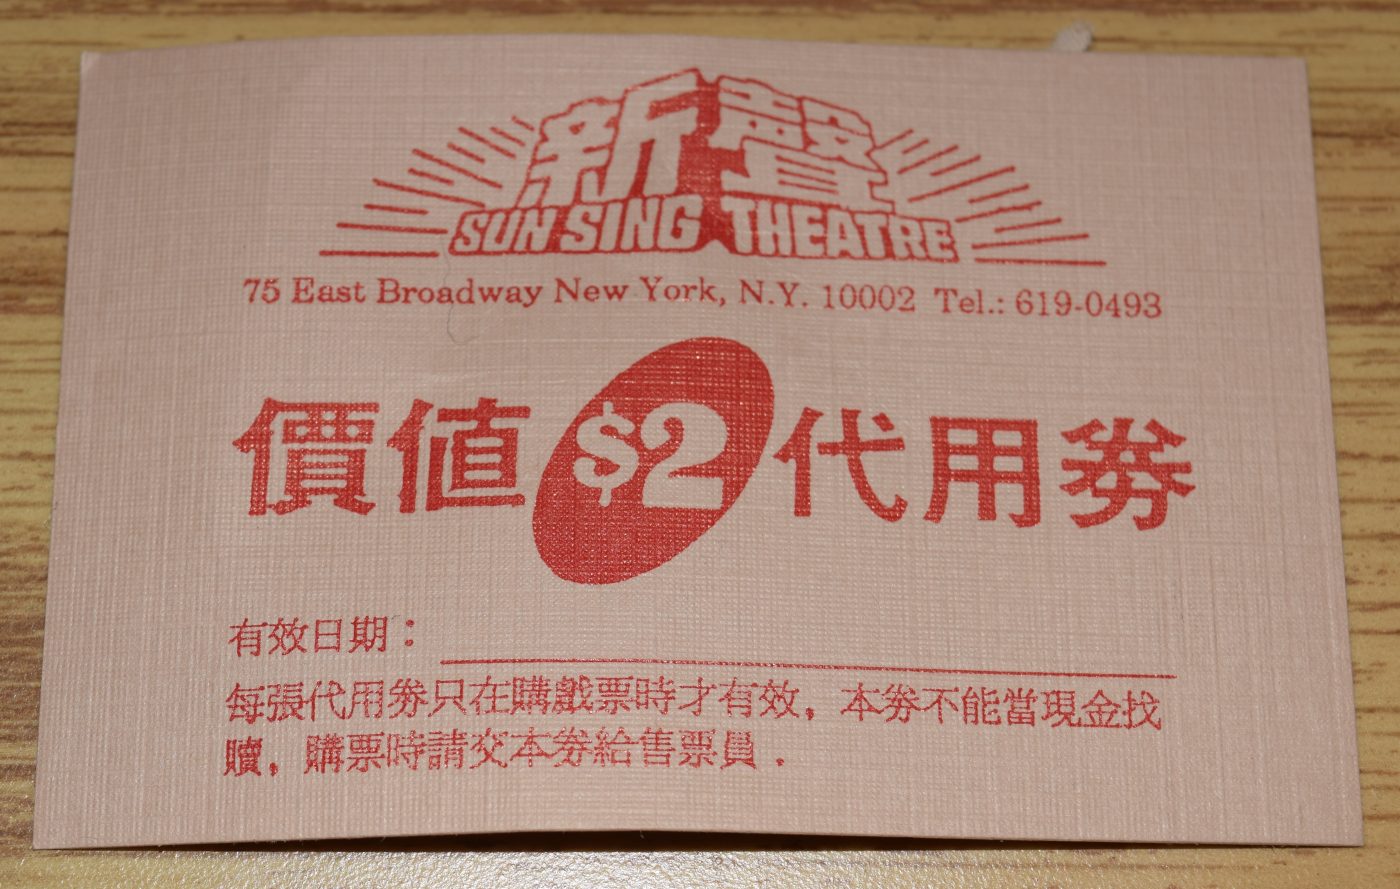 新聲
SUN SING THEATRE
75 East Broadway New York, N.Y. 10002 Tel.: 619-0493
價值 $2 代用券
有效日期：
每張代用券只在購戲票時才有效，本券不能當現金找
贖，購票時請交本券給售票員．